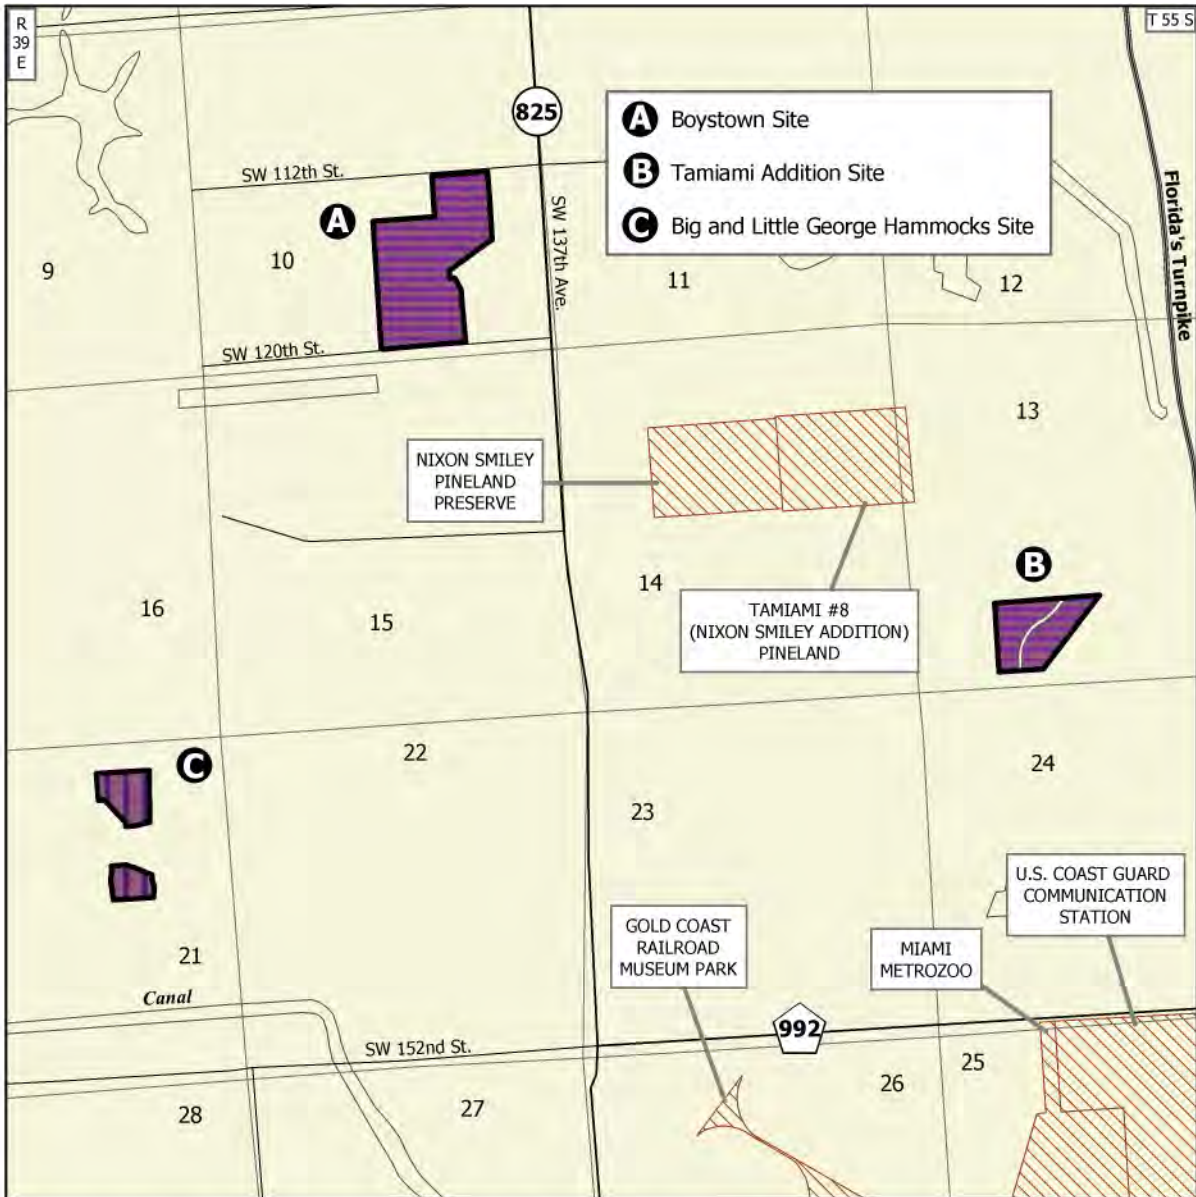 R
39
E
T 55 S
825
A Boystown Site
B Tamiami Addition Site
C Big and Little George Hammocks Site
SW 112th St.
A
SW 137th Ave.
Florida's Turnpike
9
10
11
12
SW 120th St.
13
NIXON SMILEY
PINELAND
PRESERVE
14
B
16
15
TAMIAMI #8
(NIXON SMILEY ADDITION)
PINELAND
C
22
24
23
U.S. COAST GUARD
COMMUNICATION
STATION
GOLD COAST
RAILROAD
MUSEUM PARK
MIAMI
METROZOO
21
Canal
992
SW 152nd St.
25
26
28
27